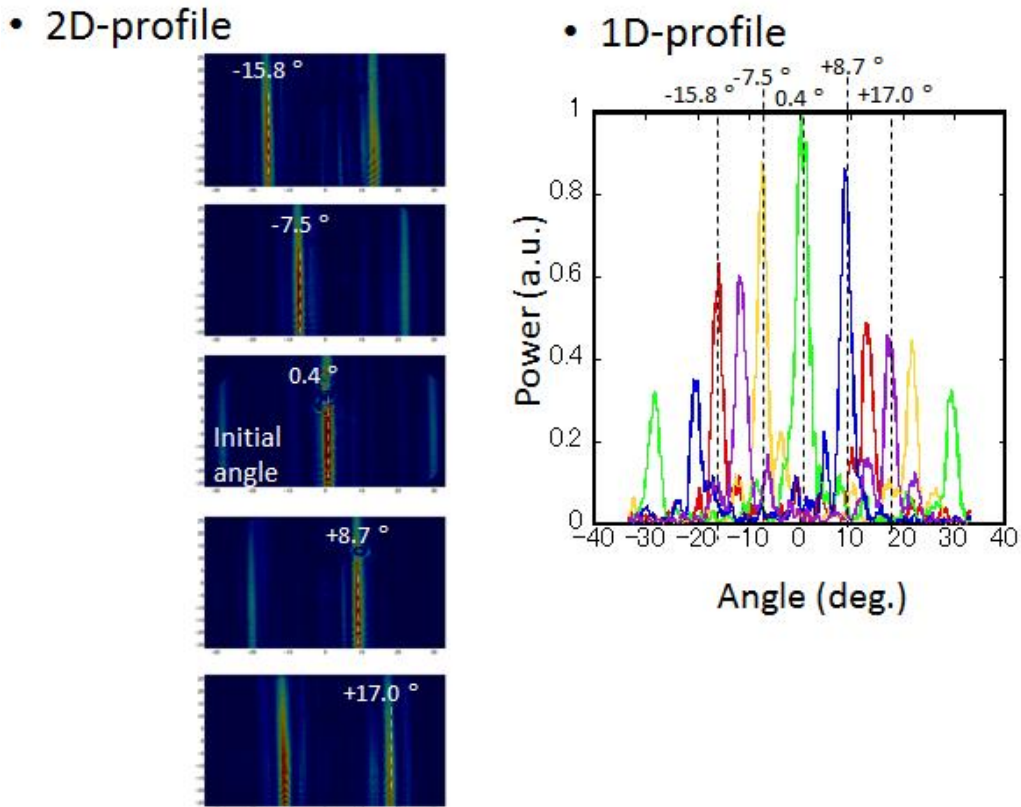 • 2D-profile
-15.8 °
-7.5 °
0.4 °
Initial
angle
+8.7 °
+17.0 °
• 1D-profile
+8.7 °
-7.5 °
-15.8 °
0.4 °
+17.0 °
1
0.8
0.6
0.4
0.2
0
Power (a.u.)
−40 −30 −20 −10 0 10 20 30 40
Angle (deg.)